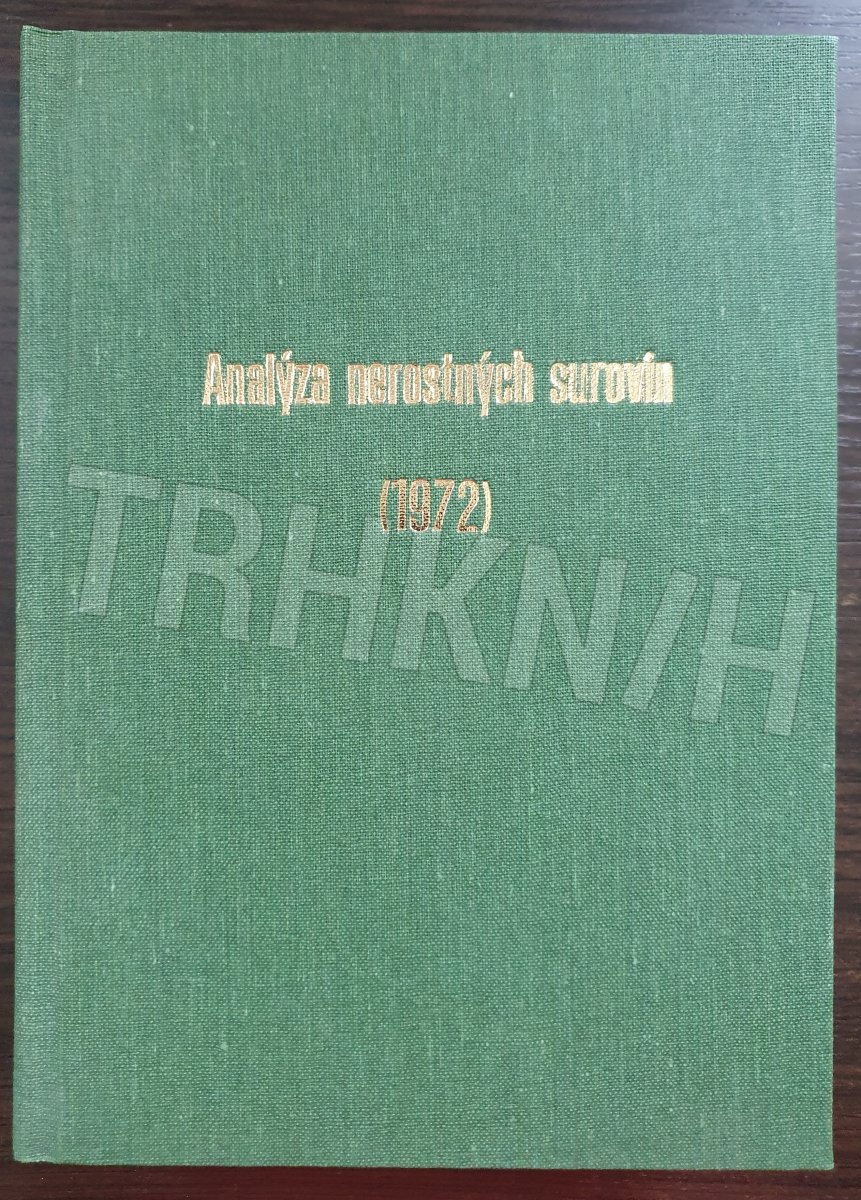 Analýza nerostných surovin
(1972)
TRHKNIH